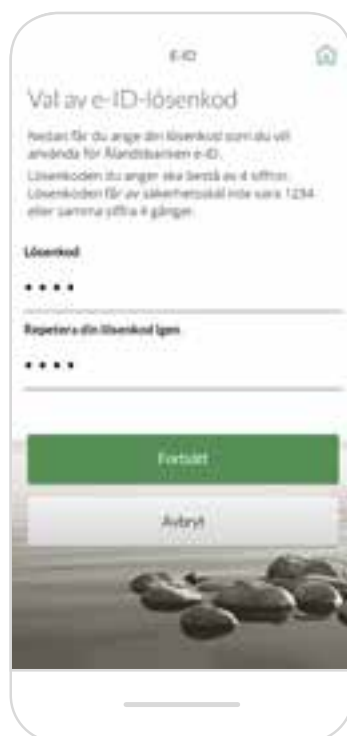 E-ID
Val av e-ID-lösenkod
Nedan får du ange din lösenkod som du vill
använda för Ålandsbanken e-ID.
Lösenkoden du anger ska bestå av 4 siffror.
Lösenkoden får av säkerhetsskäl inte vara 1234
eller samma siffra 4 gånger.
Lösenkod
Repetera din lösenkod igen
Fortsätt
Avbryt